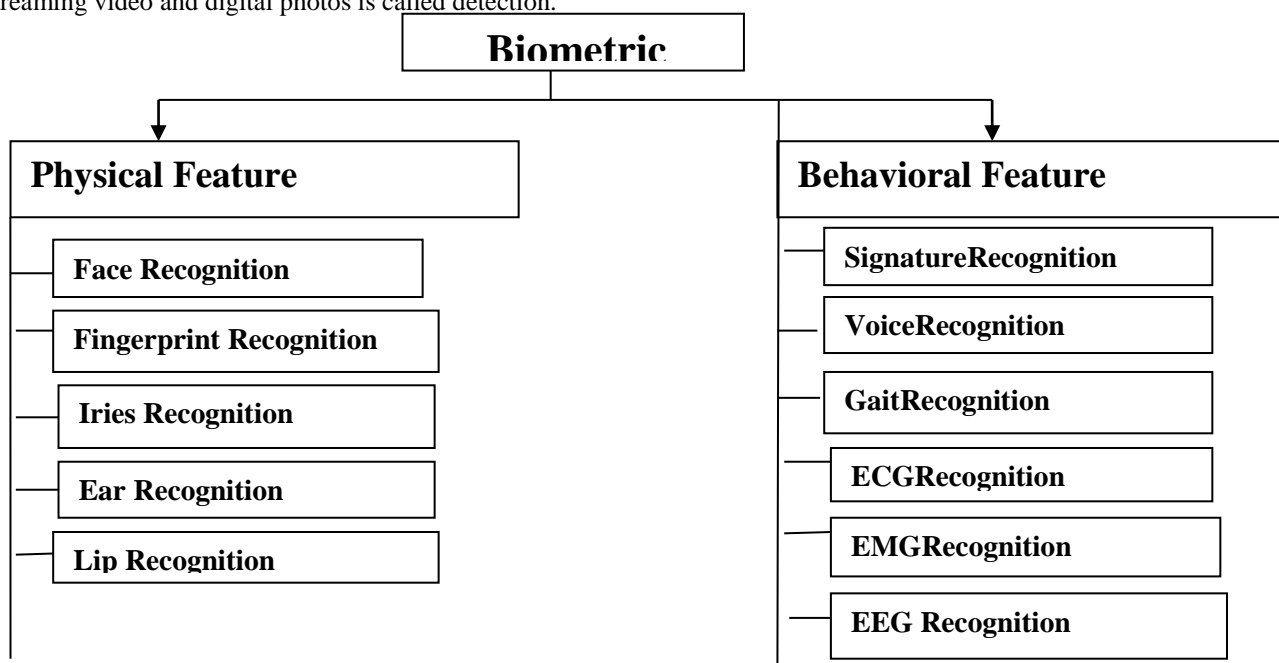 reaming video and digital photos is called detection.
Biometric
Physical Feature
Face Recognition
Fingerprint Recognition
Iries Recognition
Ear Recognition
Lip Recognition
Behavioral Feature
SignatureRecognition
VoiceRecognition
GaitRecognition
ECGRecognition
EMGRecognition
EEG Recognition